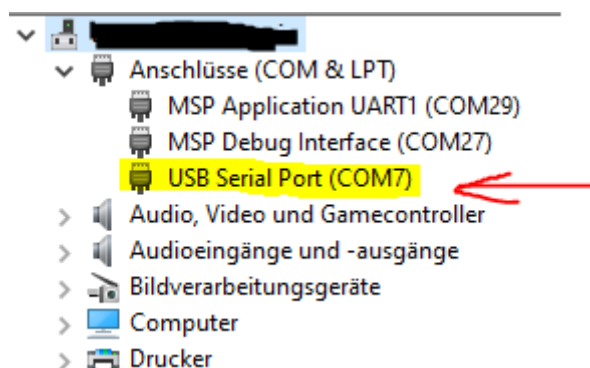 Anschlüsse (COM & LPT)
MSP Application UART1 (COM29)
MSP Debug Interface (COM27)
USB Serial Port (COM7)
Audio, Video und Gamecontroller
Audioeingänge und -ausgänge
Bildverarbeitungsgeräte
Computer
Drucker